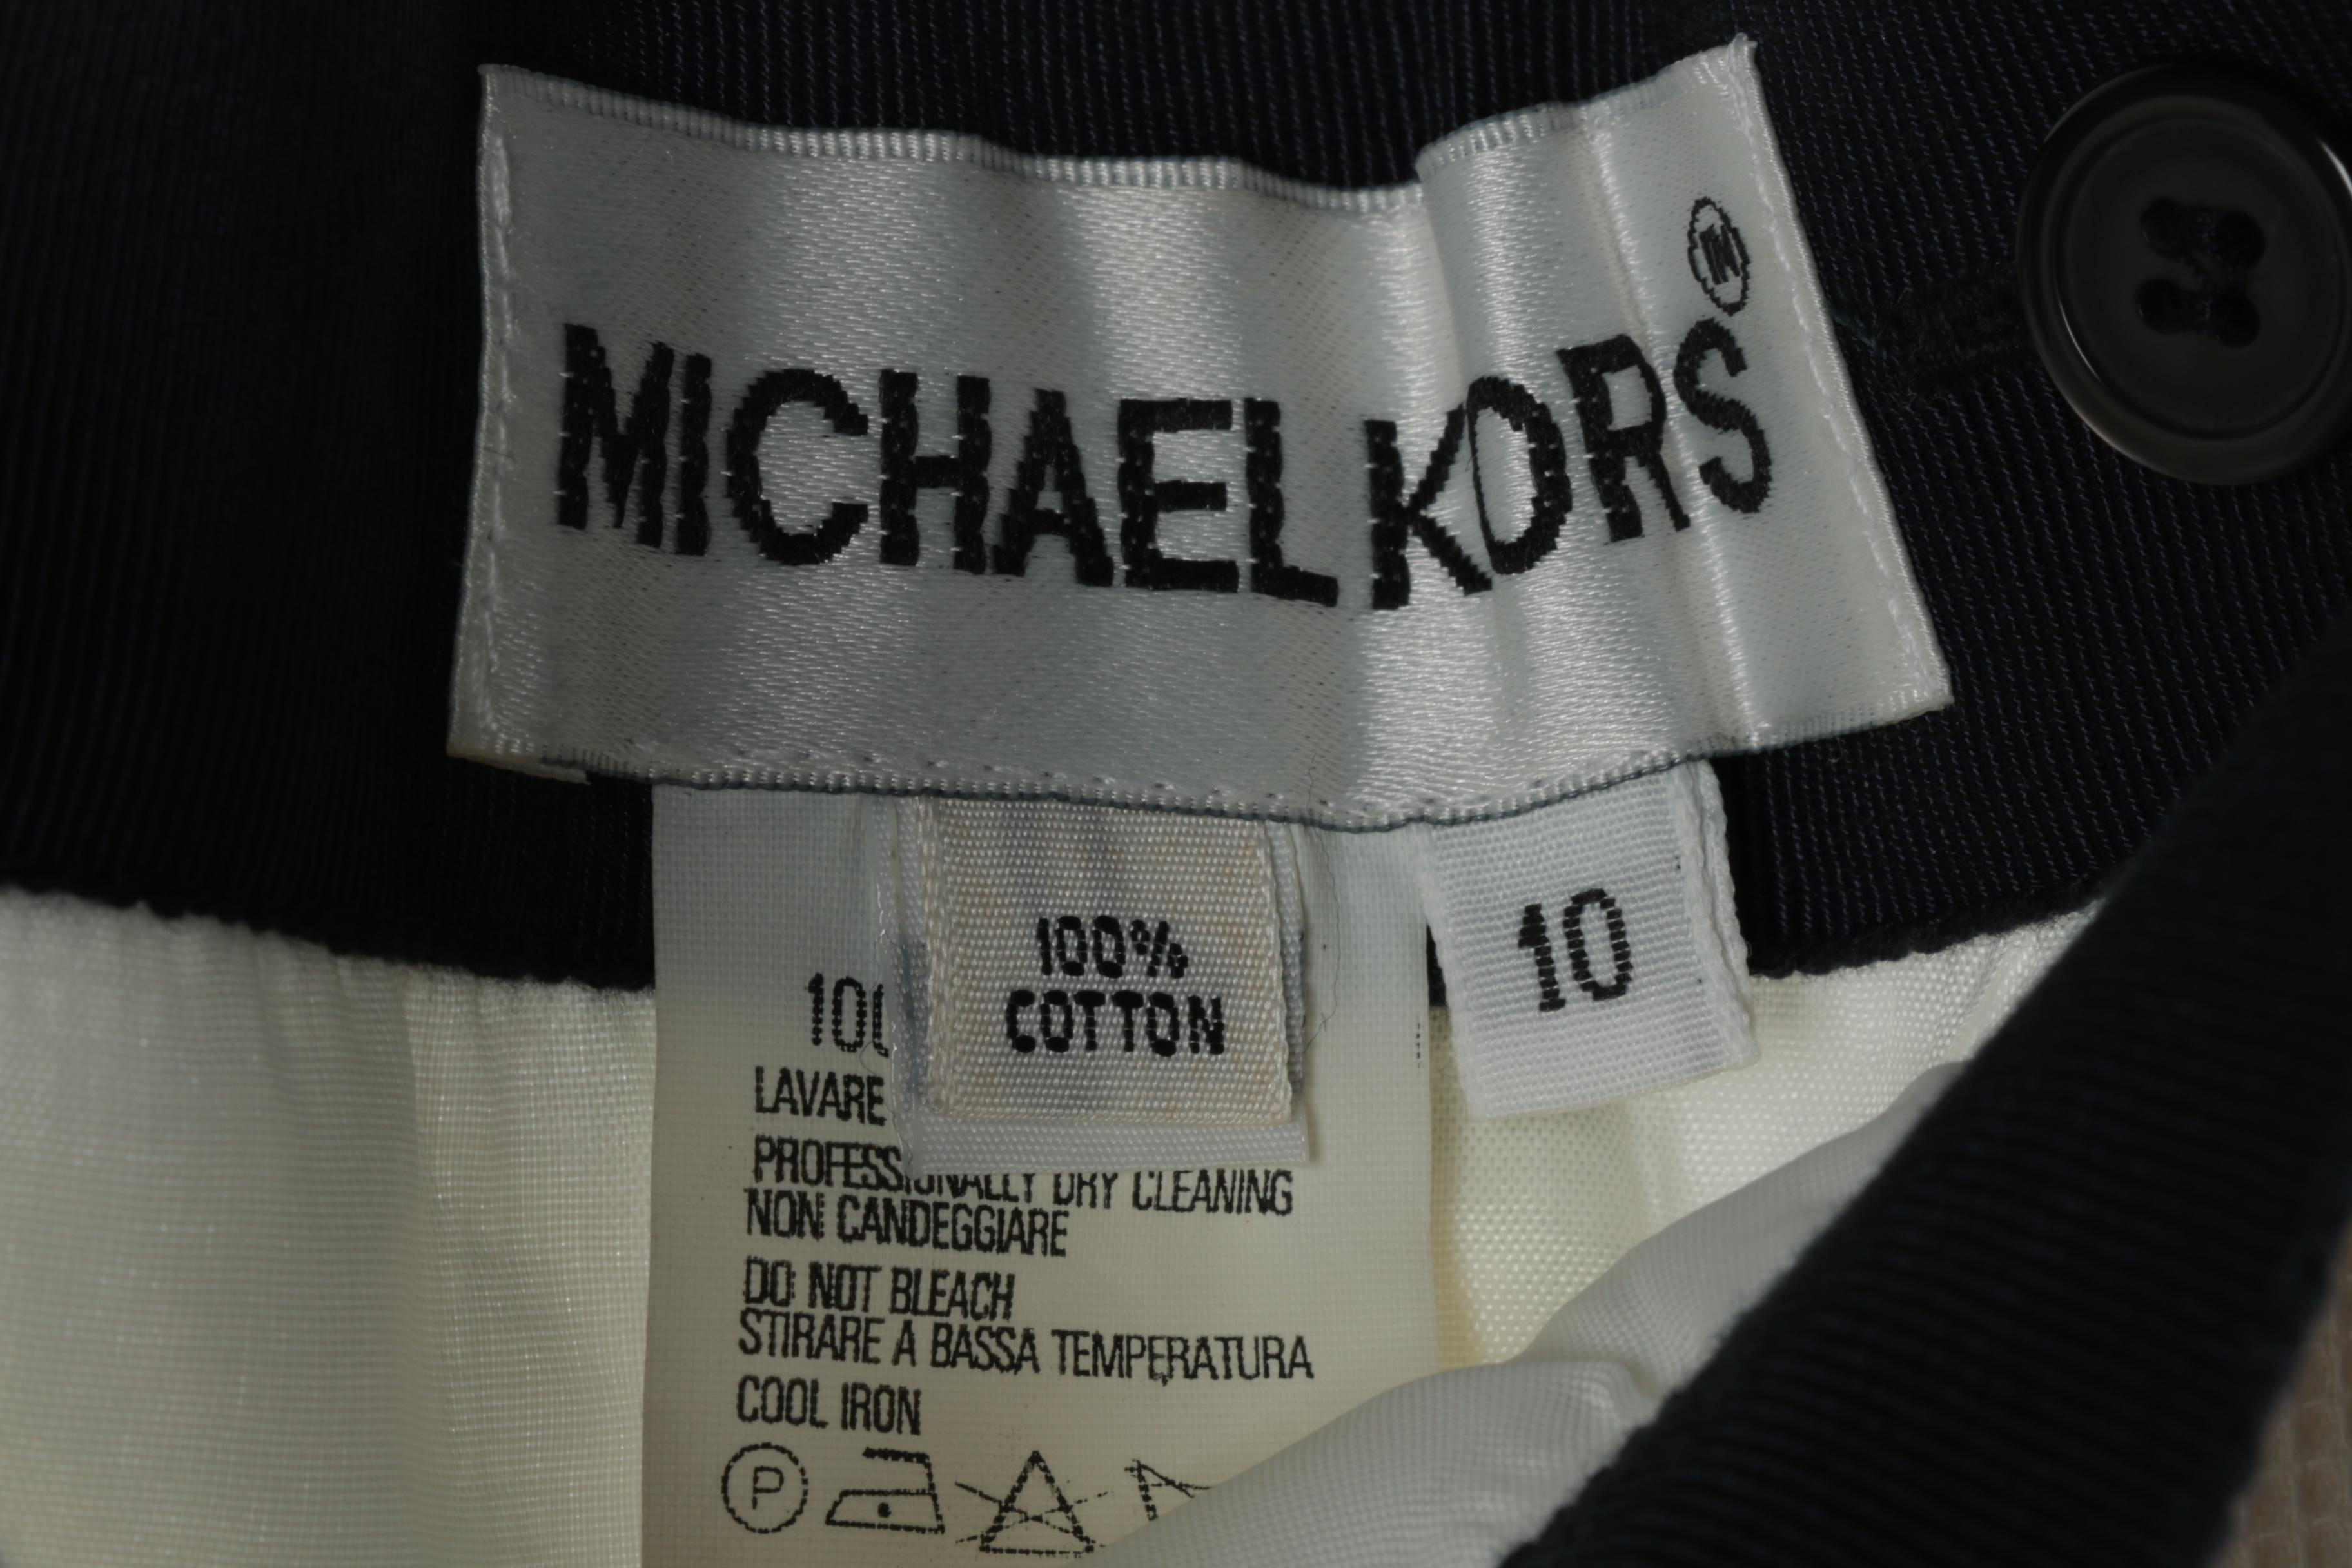 MICHAEL KORS
TM
100%
COTTON
10
LAVARE
PROFESSIONALLY DRY CLEANING
NON CANDEGGIARE
DO NOT BLEACH
STIRARE A BASSA TEMPERATURA
COOL IRON
P